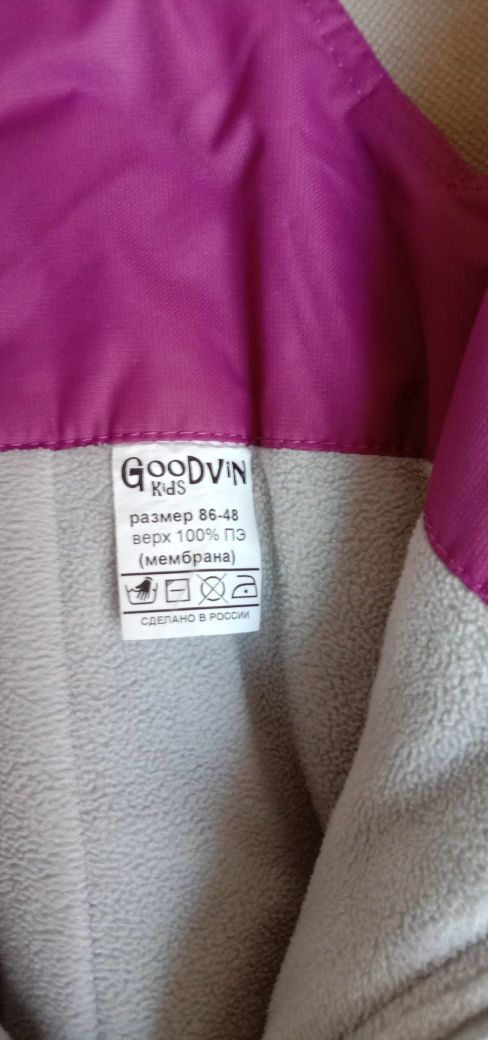 GOODViN
KidS
размер 86-48
верх 100% ПЭ
(мембрана)
СДЕЛАНО В РОССИИ